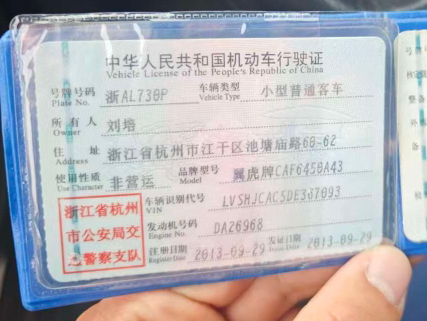 中华人民共和国机动车行驶证
Vehicle License of the People's Republic of China
号牌号码 浙AL730P 车辆类型 小型普通客车
Plate No. Vehicle Type
所有人 刘培
Owner
住址 浙江省杭州市江干区池塘庙路60-62
Address
使用性质 非营运 品牌型号 翼虎牌CAF6450A43
Use Character Model
浙江省杭州
市公安局交
警察支队
车辆识别代号 LVSHJCAC5DE337093
VIN
发动机号码 DA26968
Engine No.
注册日期 2013-09-29 发证日期 2013-09-29
Register Date Issue Date